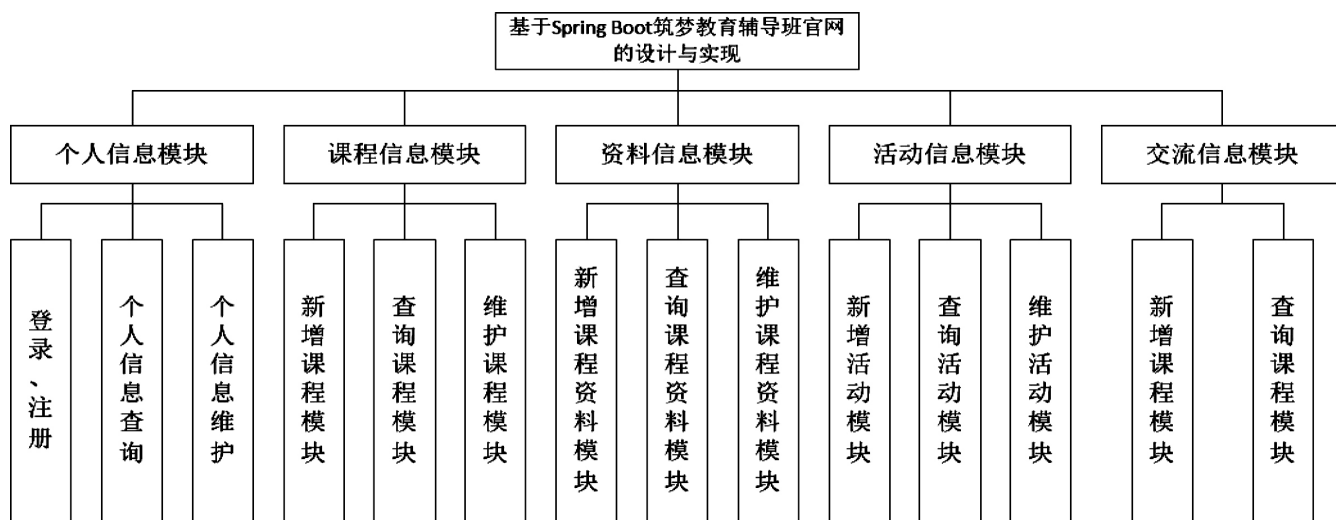 基于Spring Boot筑梦教育辅导班官网
的设计与实现
个人信息模块
课程信息模块
资料信息模块
活动信息模块
交流信息模块
登录、注册
个人信息查询
个人信息维护
新增课程模块
查询课程模块
维护课程模块
新增课程资料模块
查询课程资料模块
维护课程资料模块
新增活动模块
查询活动模块
维护活动模块
新增课程模块
查询课程模块